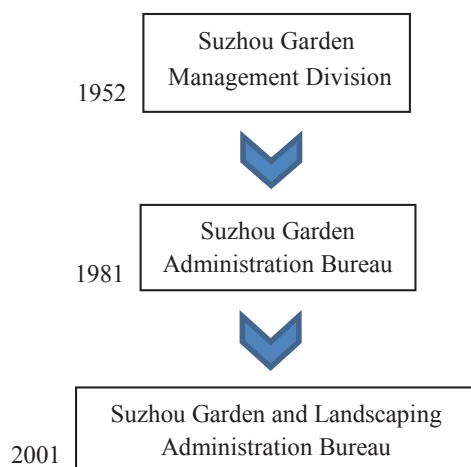 Suzhou Garden
Management Division
1952
Suzhou Garden
Administration Bureau
1981
Suzhou Garden and Landscaping
Administration Bureau
2001